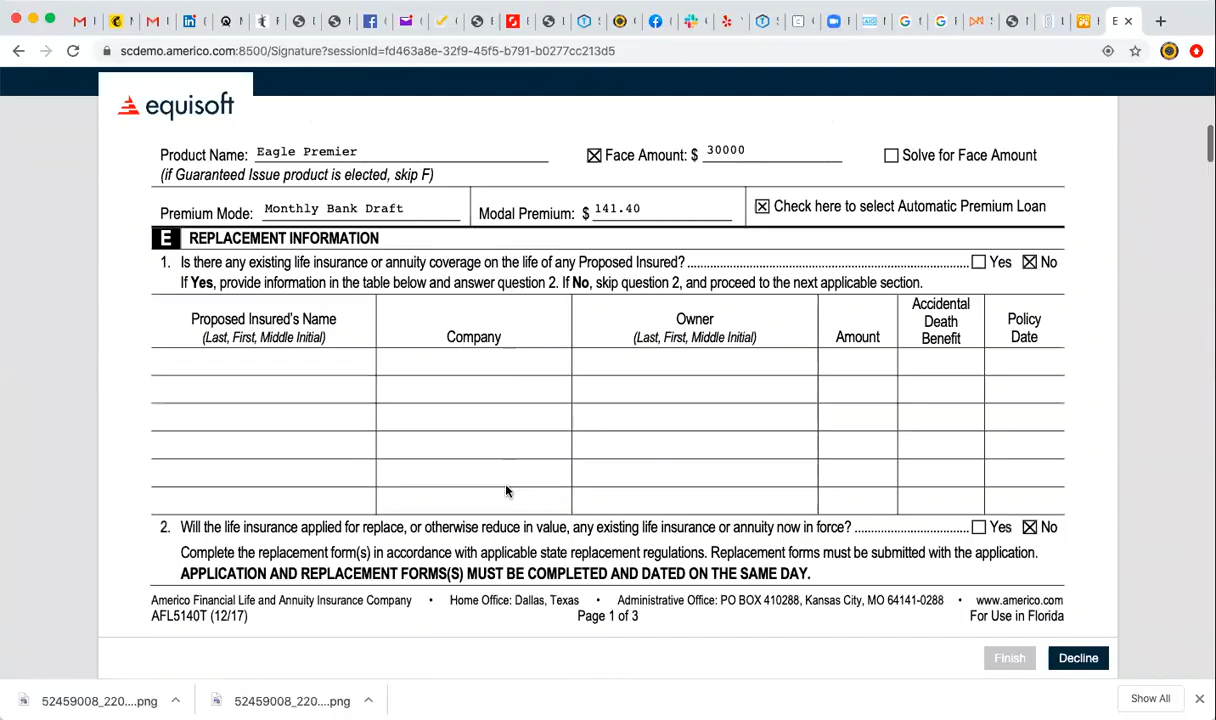 scdemo.americo.com:8500/Signature?sessionId=fd463a8e-32f9-45f5-b791-b0277cc213d5
equisoft
Product Name: Eagle Premier Face Amount: $ 30000 Solve for Face Amount
(if Guaranteed Issue product is elected, skip F)
Premium Mode: Monthly Bank Draft Modal Premium: $ 141.40 Check here to select Automatic Premium Loan
E REPLACEMENT INFORMATION
1. Is there any existing life insurance or annuity coverage on the life of any Proposed Insured? Yes No
If Yes, provide information in the table below and answer question 2. If No, skip question 2, and proceed to the next applicable section.
Proposed Insured's Name
(Last, First, Middle Initial)
Company
Owner
(Last, First, Middle Initial)
Amount
Accidental
Death
Benefit
Policy
Date
2. Will the life insurance applied for replace, or otherwise reduce in value, any existing life insurance or annuity now in force? Yes No
Complete the replacement form(s) in accordance with applicable state replacement regulations. Replacement forms must be submitted with the application.
APPLICATION AND REPLACEMENT FORMS(S) MUST BE COMPLETED AND DATED ON THE SAME DAY.
Americo Financial Life and Annuity Insurance Company • Home Office: Dallas, Texas • Administrative Office: PO BOX 410288, Kansas City, MO 64141-0288 • www.americo.com
AFL5140T (12/17) Page 1 of 3 For Use in Florida
Finish Decline
52459008_220....png 52459008_220....png Show All